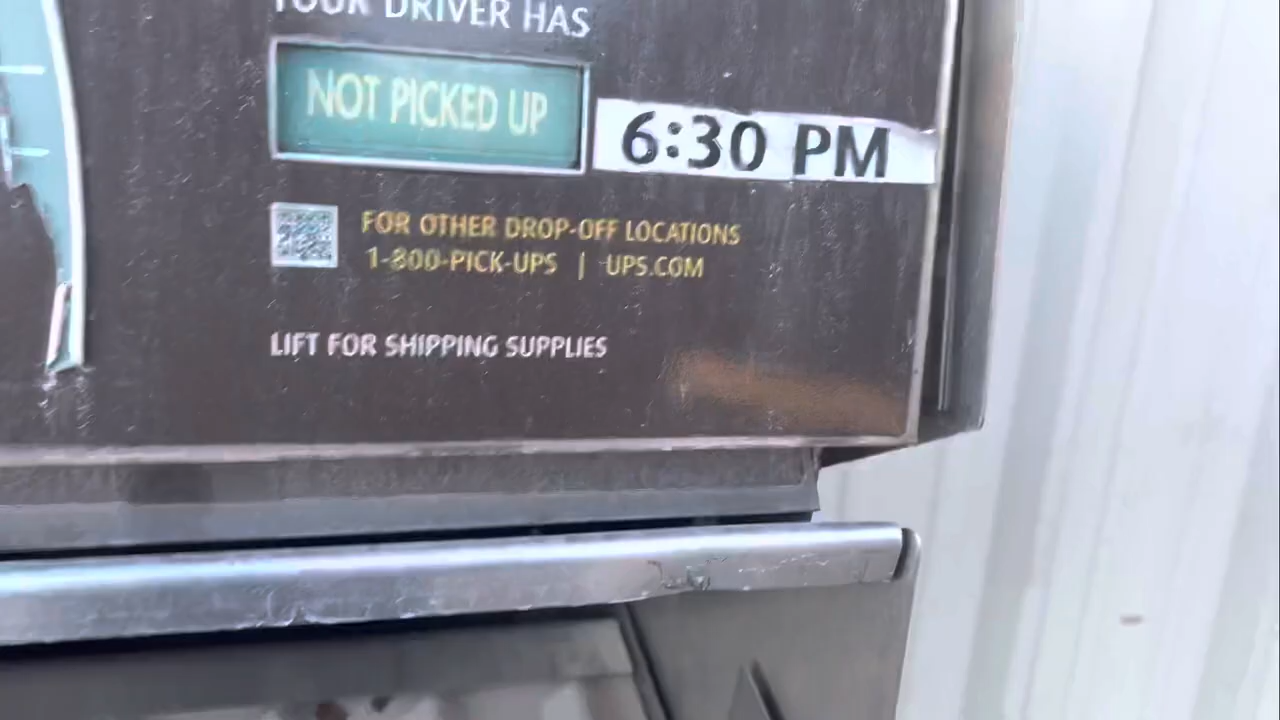 YOUR DRIVER HAS
NOT PICKED UP
6:30 PM
FOR OTHER DROP-OFF LOCATIONS
1-800-PICK-UPS | UPS.COM
LIFT FOR SHIPPING SUPPLIES